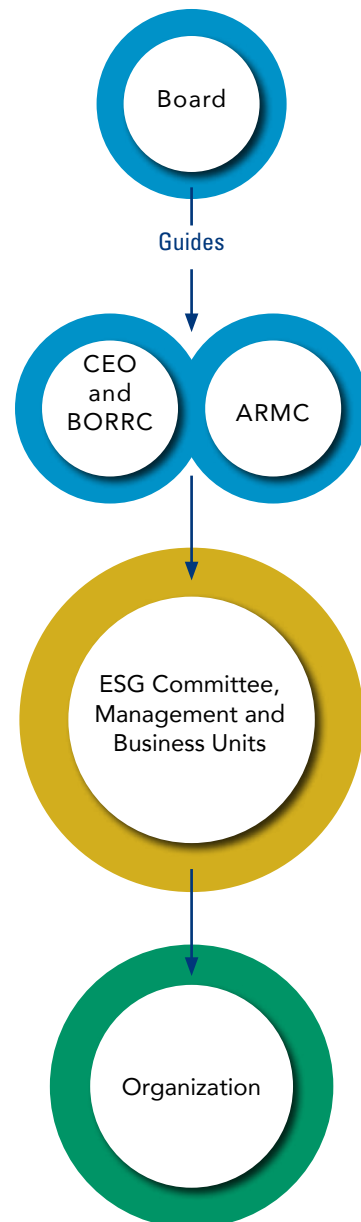 Board
Guides
CEO
and
BORRC
ARMC
ESG Committee,
Management and
Business Units
Organization